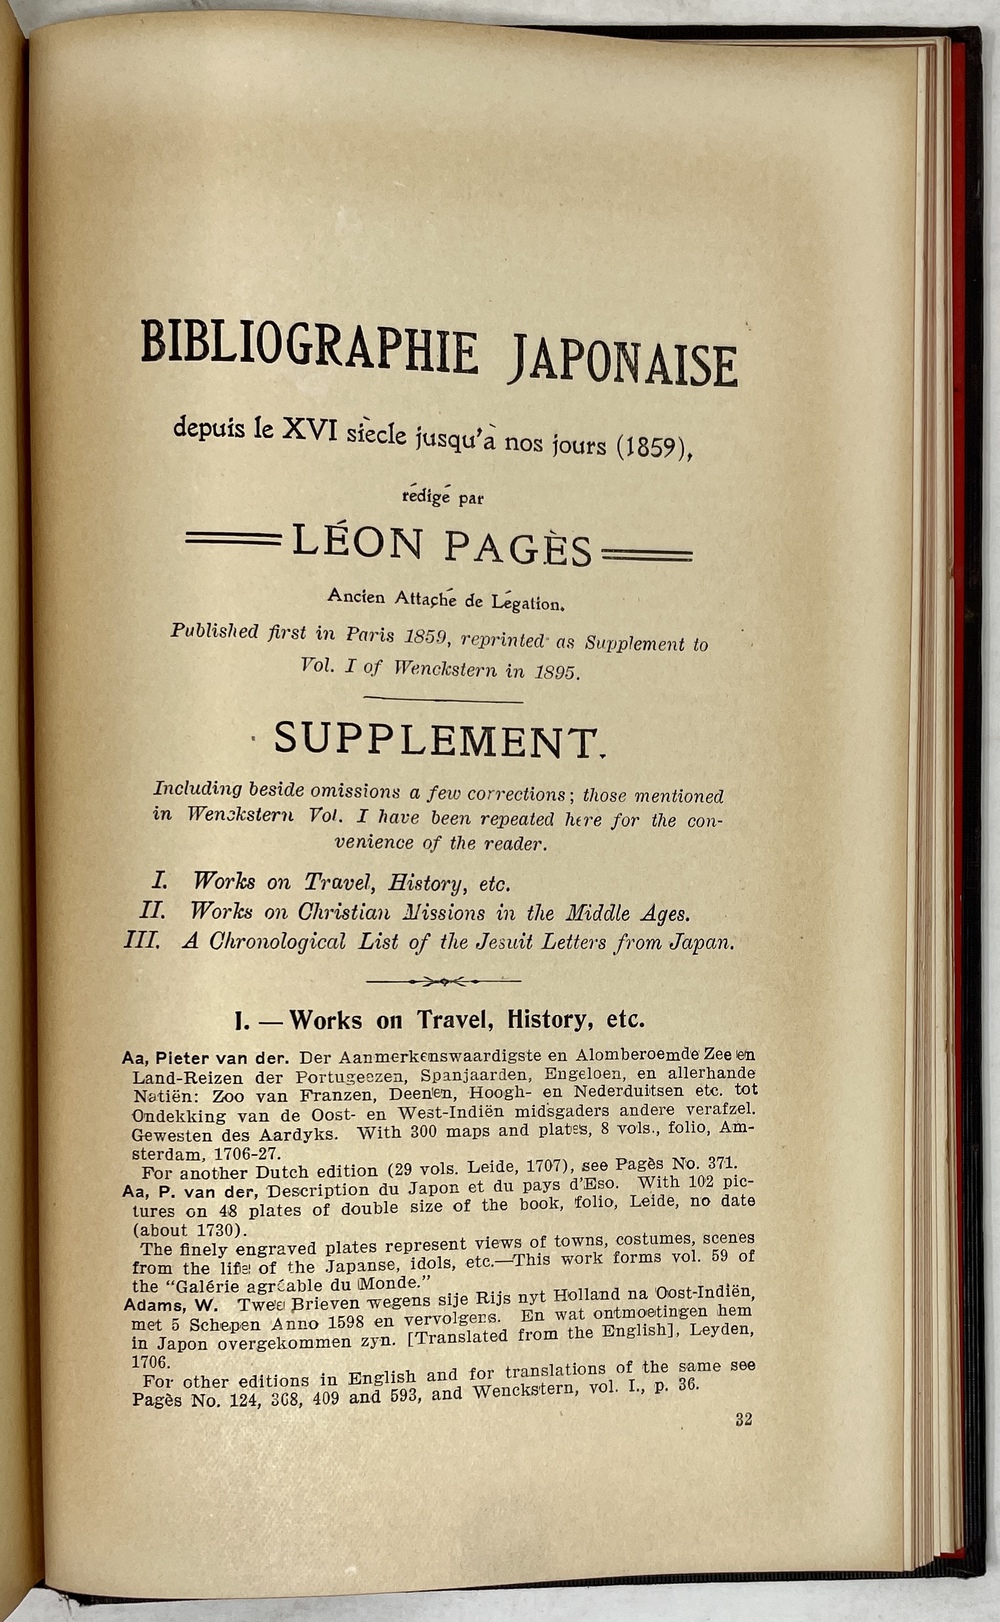 BIBLIOGRAPHIE JAPONAISE
depuis le XVI siècle jusqu'à nos jours (1859),
rédigé par
LÉON PAGÈS
Ancien Attaché de Légation.
Published first in Paris 1859, reprinted as Supplement to
Vol. I of Wenckstern in 1895.
SUPPLEMENT.
Including beside omissions a few corrections; those mentioned
in Wenckstern Vol. I have been repeated here for the con-
venience of the reader.
I. Works on Travel, History, etc.
II. Works on Christian Missions in the Middle Ages.
III. A Chronological List of the Jesuit Letters from Japan.
I. — Works on Travel, History, etc.
Aa, Pieter van der. Der Aanmerkenswaardigste en Alomberoemde Zee en
Land-Reizen der Portugeezen, Spanjaarden, Engeloen, en allerhande
Natiën: Zoo van Franzen, Deenen, Hoogh- en Nederduitsen etc. tot
Ondekking van de Oost- en West-Indiën midsgaders andere verafzel.
Gewesten des Aardyks. With 300 maps and plates, 8 vols., folio, Am-
sterdam, 1706-27.
For another Dutch edition (29 vols. Leide, 1707), see Pagès No. 371.
Aa, P. van der, Description du Japon et du pays d'Eso. With 102 pic-
tures on 48 plates of double size of the book, folio, Leide, no date
(about 1730).
The finely engraved plates represent views of towns, costumes, scenes
from the life of the Japanse, idols, etc.—This work forms vol. 59 of
the "Galérie agréable du Monde."
Adams, W. Twee Brieven wegens sije Rijs nyt Holland na Oost-Indiën,
met 5 Schepen Anno 1598 en vervolgens. En wat ontmoetingen hem
in Japon overgekommen zyn. [Translated from the English], Leyden,
1706.
For other editions in English and for translations of the same see
Pagès No. 124, 368, 409 and 593, and Wenckstern, vol. I., p. 36.
32